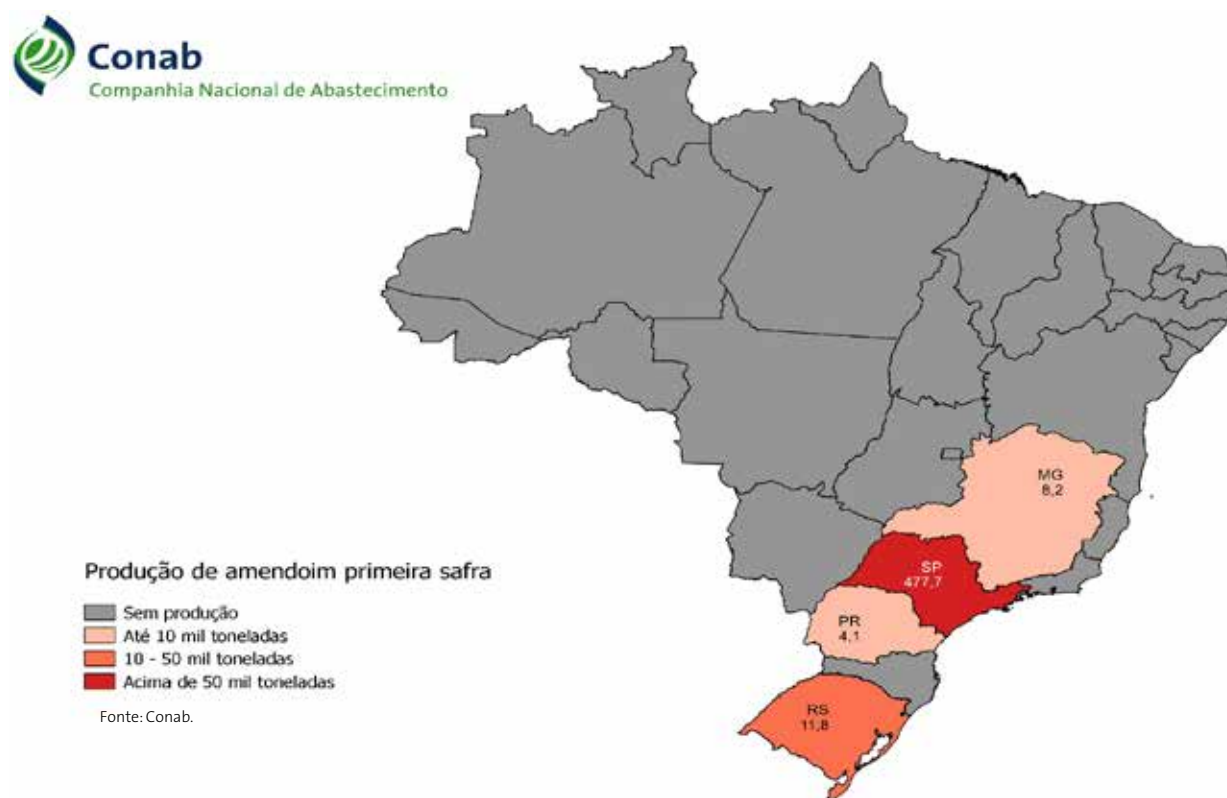 Conab
Companhia Nacional de Abastecimento
MG
8,2
SP
477,7
PR
4,1
RS
11,8
Produção de amendoim primeira safra
Sem produção
Até 10 mil toneladas
10 - 50 mil toneladas
Acima de 50 mil toneladas
Fonte: Conab.